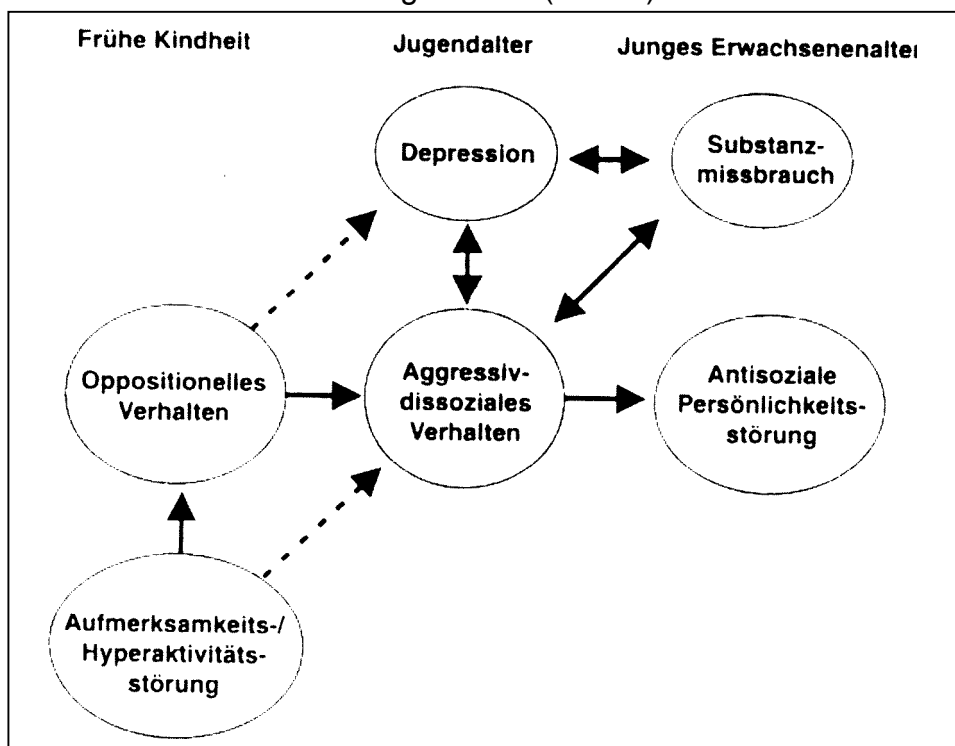 Frühe Kindheit
Jugendalter
Junges Erwachsenenalter
Depression
Substanz-
missbrauch
Oppositionelles
Verhalten
Aggressiv-
dissoziales
Verhalten
Antisoziale
Persönlichkeits-
störung
Aufmerksamkeits-/
Hyperaktivitäts-
störung